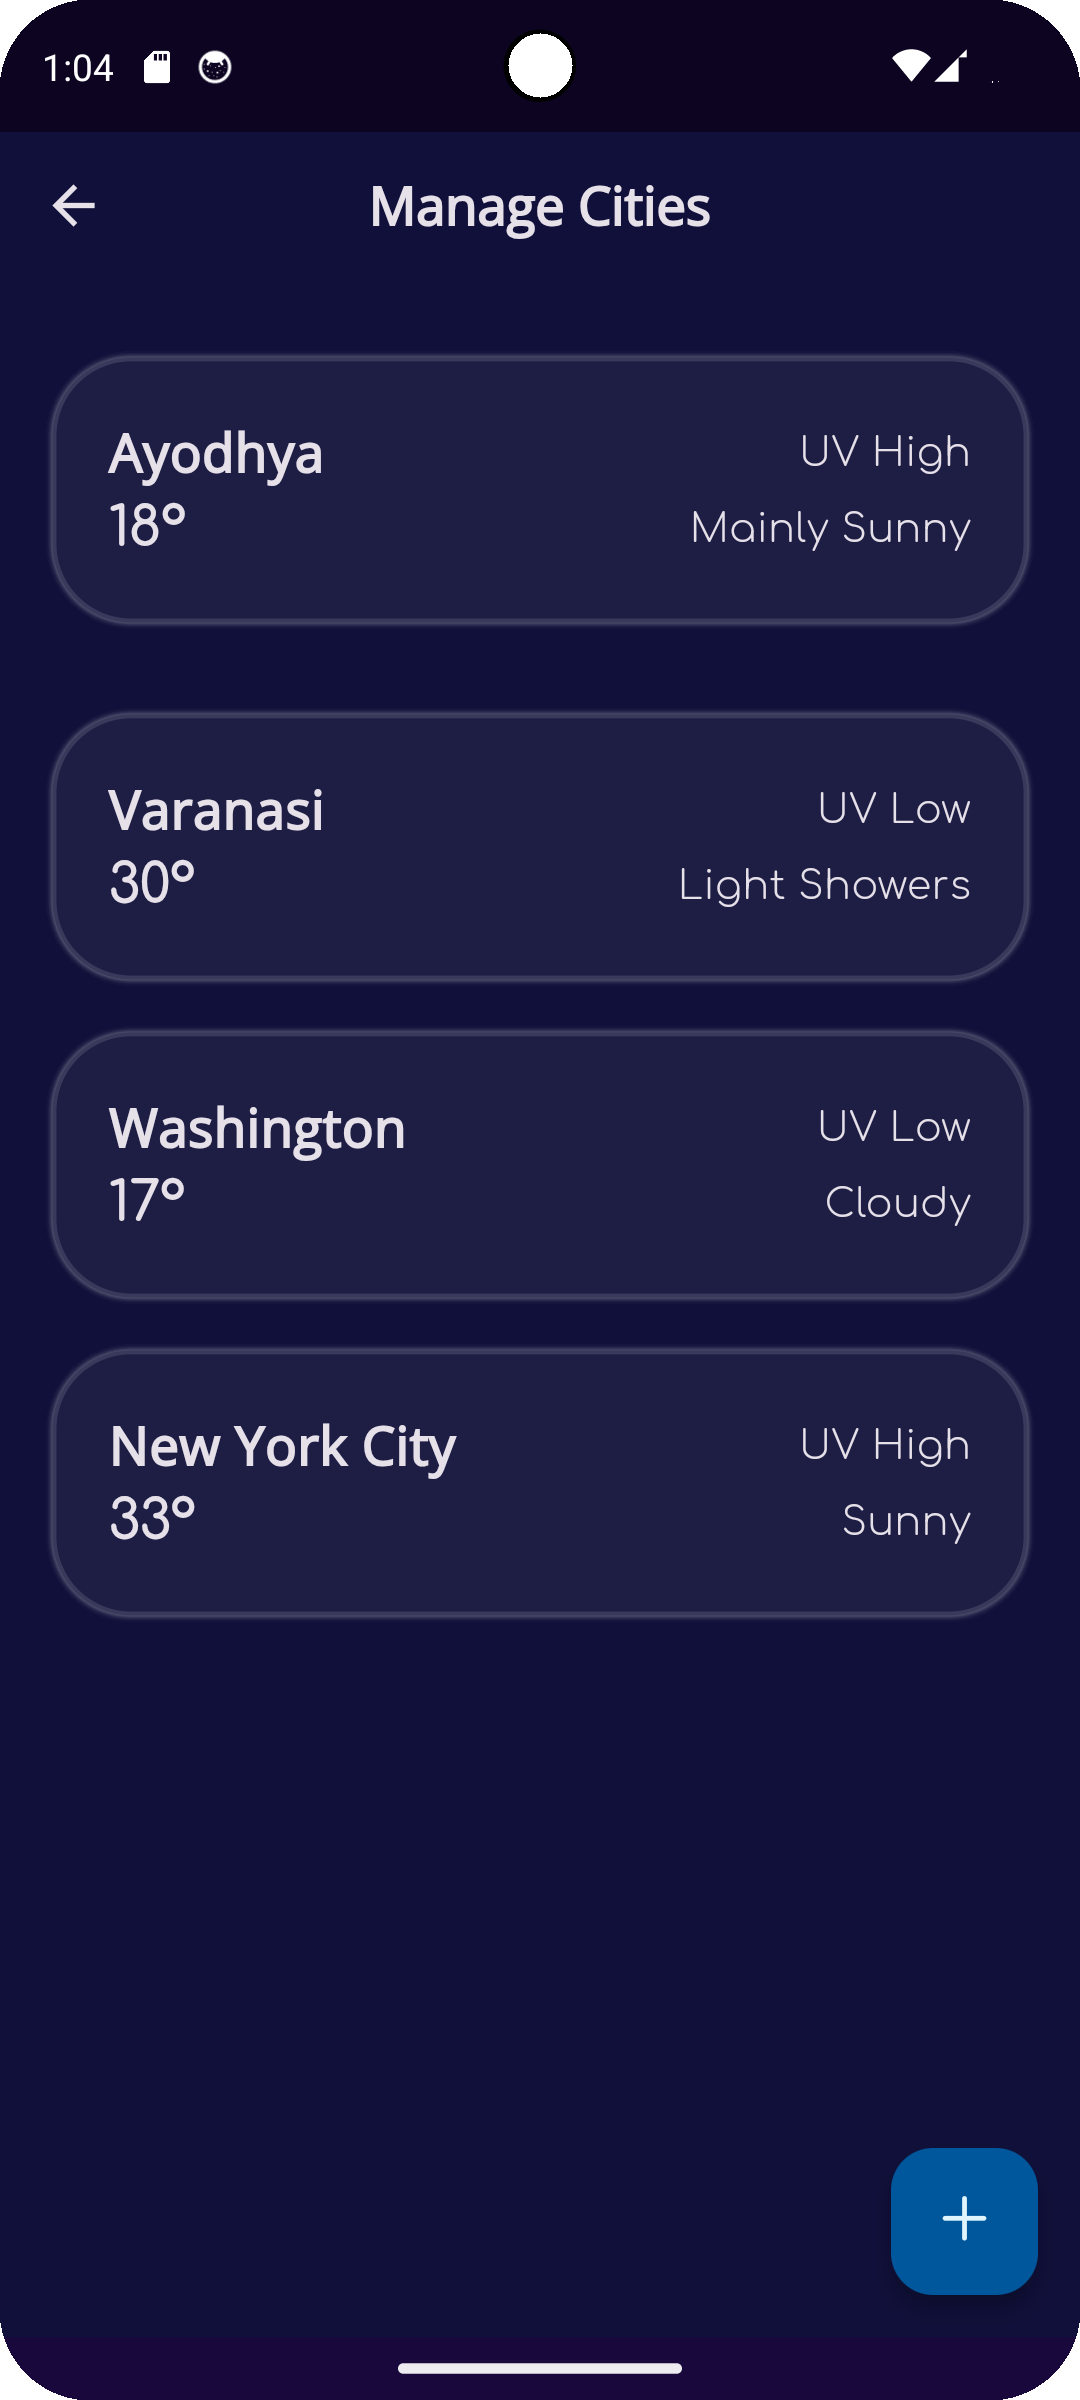 1:04
Manage Cities
Ayodhya
UV High
18°
Mainly Sunny
Varanasi
UV Low
30°
Light Showers
Washington
UV Low
17°
Cloudy
New York City
UV High
33°
Sunny